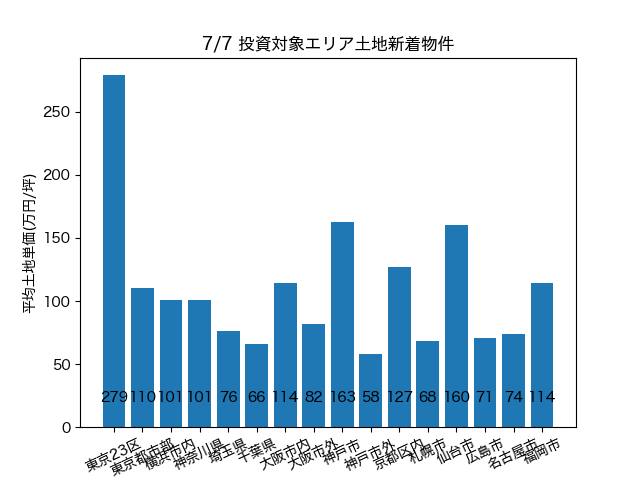 7/7 投資対象エリア土地新着物件
平均土地単価(万円/坪)
250
200
150
100
50
0
279 110 101 101 76 66 114 82 163 58 127 68 160 71 74 114
東京23区
東京都市部
横浜市内
神奈川県
埼玉県
千葉県
大阪市内
大阪市外
神戸市
神戸市外
京都区内
札幌市
仙台市
広島市
名古屋市
福岡市